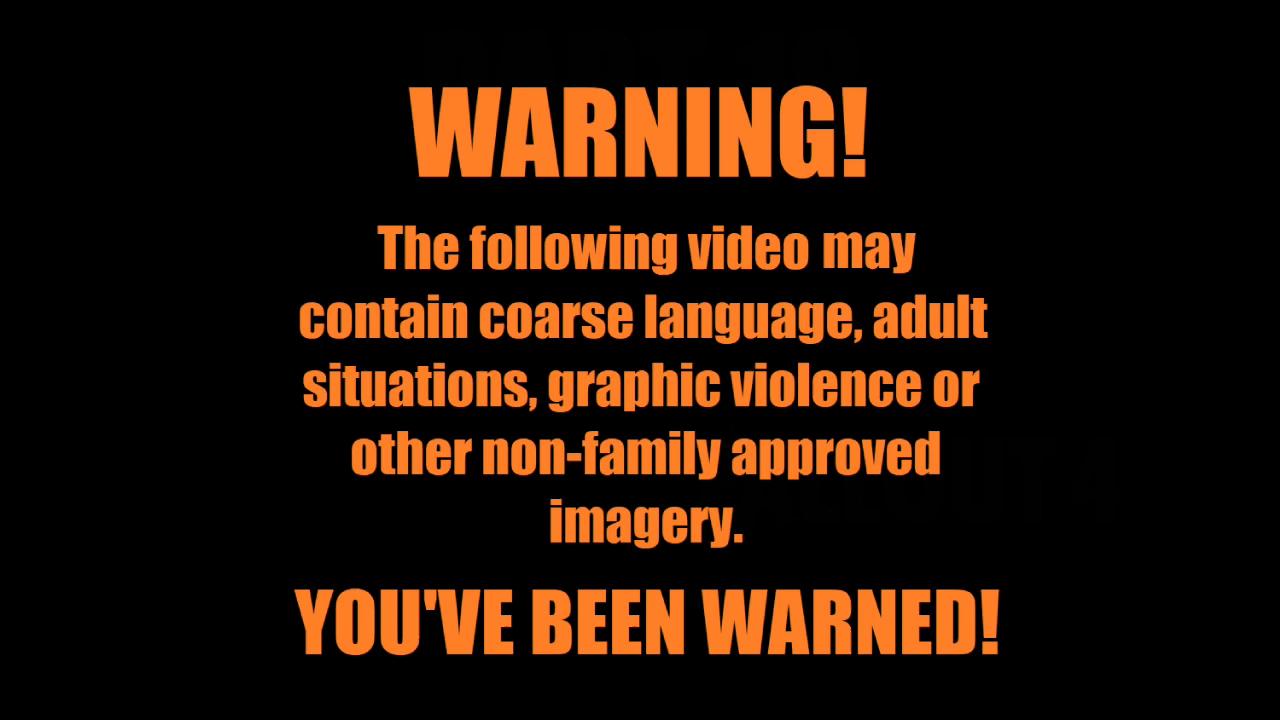 WARNING!
The following video may
contain coarse language, adult
situations, graphic violence or
other non-family approved
imagery.
YOU'VE BEEN WARNED!